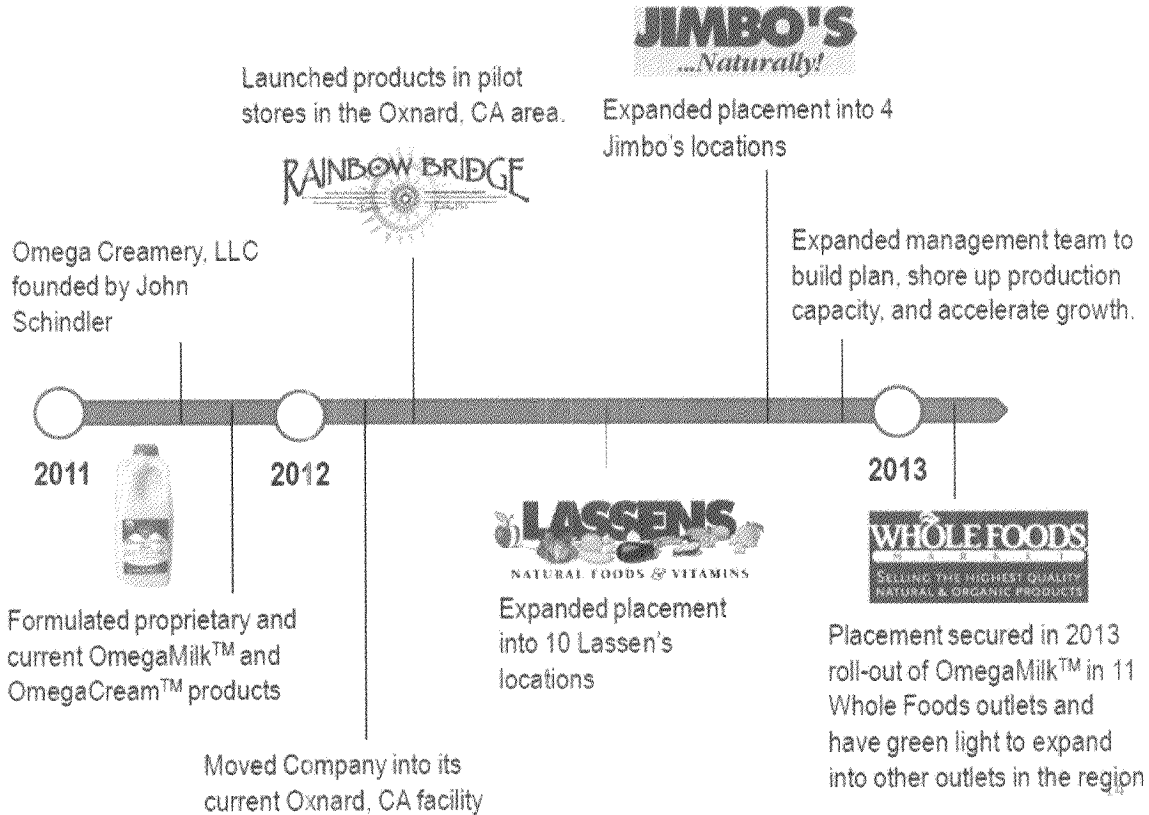 JIMBO'S
...Naturally!
Launched products in pilot
stores in the Oxnard, CA area.
Expanded placement into 4
Jimbo's locations
RAINBOW BRIDGE
Omega Creamery, LLC
founded by John
Schindler
Expanded management team to
build plan, shore up production
capacity, and accelerate growth.
2011
2012
2013
LASSENS
NATURAL FOODS & VITAMINS
WHOLE FOODS
MARKET
SELLING THE HIGHEST QUALITY
NATURAL & ORGANIC PRODUCTS
Formulated proprietary and
current OmegaMilk™ and
OmegaCream™ products
Expanded placement
into 10 Lassen's
locations
Placement secured in 2013
roll-out of OmegaMilk™ in 11
Whole Foods outlets and
have green light to expand
into other outlets in the region
Moved Company into its
current Oxnard, CA facility